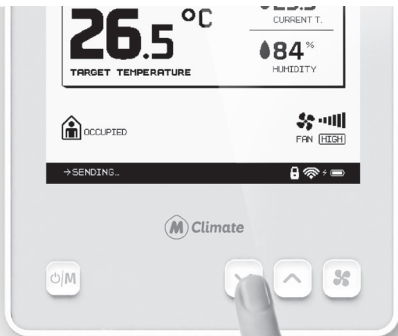 26.5 °C
TARGET TEMPERATURE
CURRENT T.
84%
HUMIDITY
OCCUPIED
FAN HIGH
→SENDING..
M Climate
⏻/M